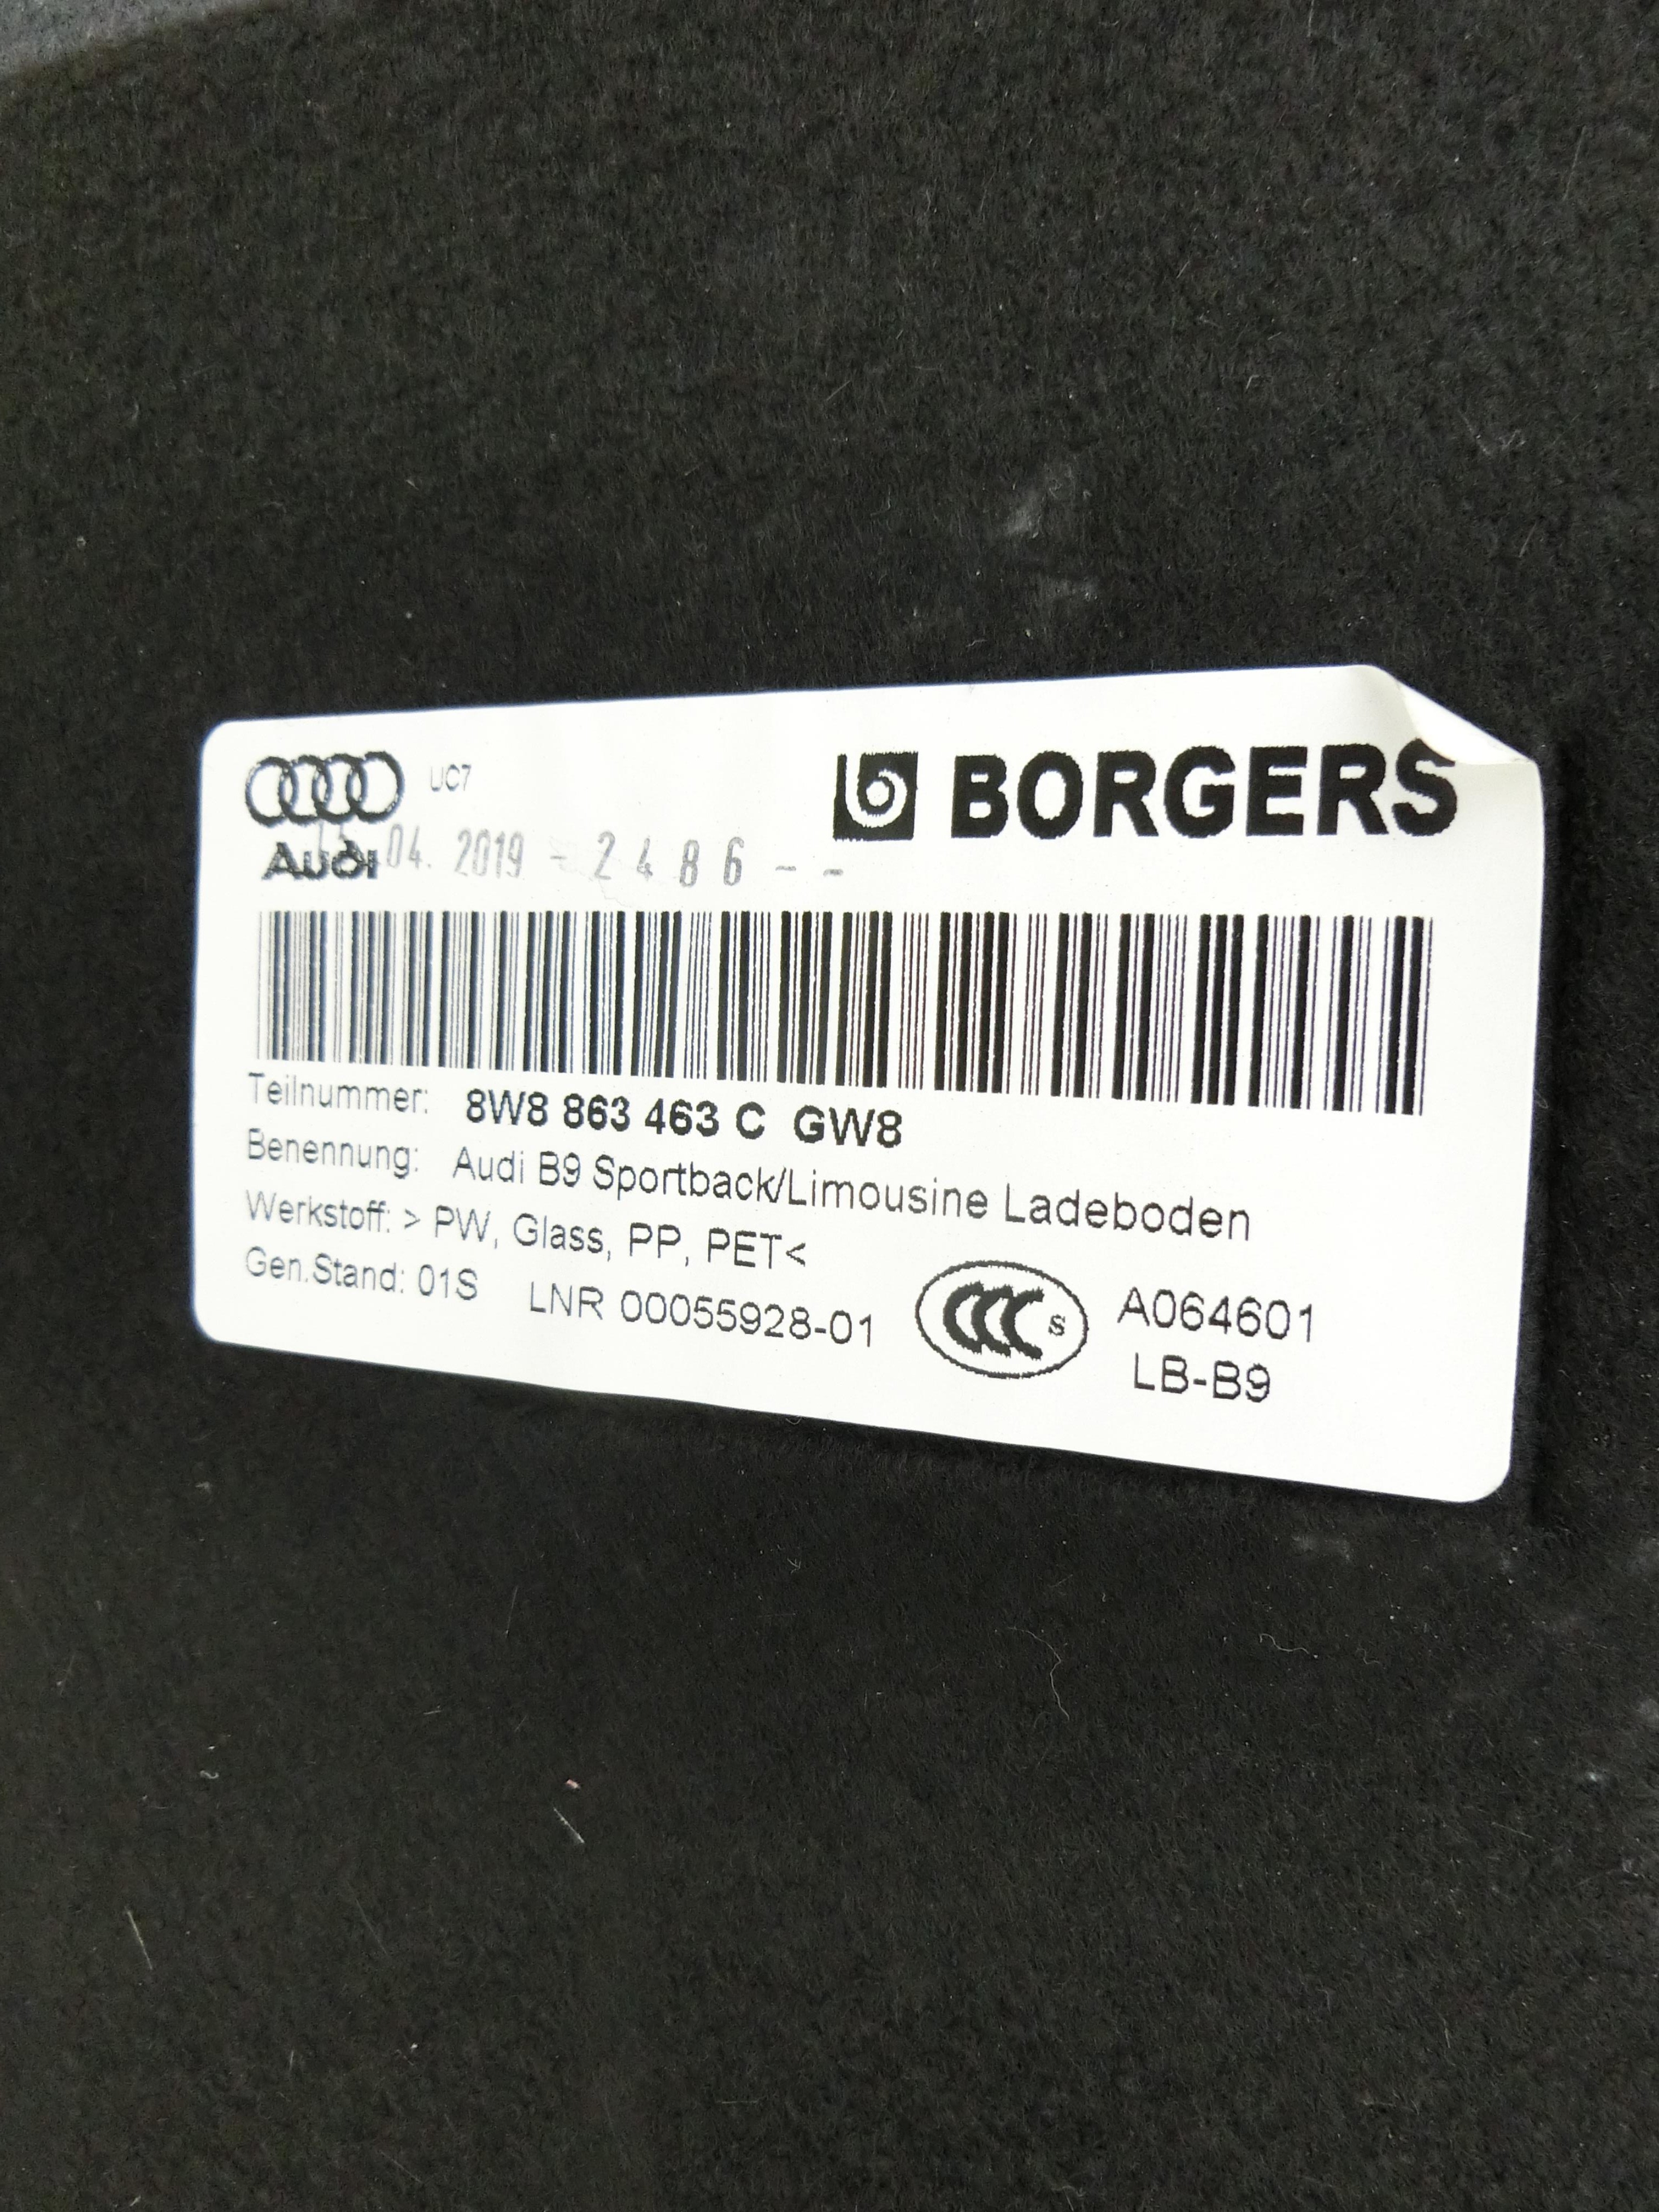 UC7
BORGERS
Audi
04. 2019 - 2 4 8 6 - -
Teilnummer: 8W8 863 463 C GW8
Benennung: Audi B9 Sportback/Limousine Ladeboden
Werkstoff: > PW, Glass, PP, PET<
Gen.Stand: 01S LNR 00055928-01 CCC S A064601
LB-B9